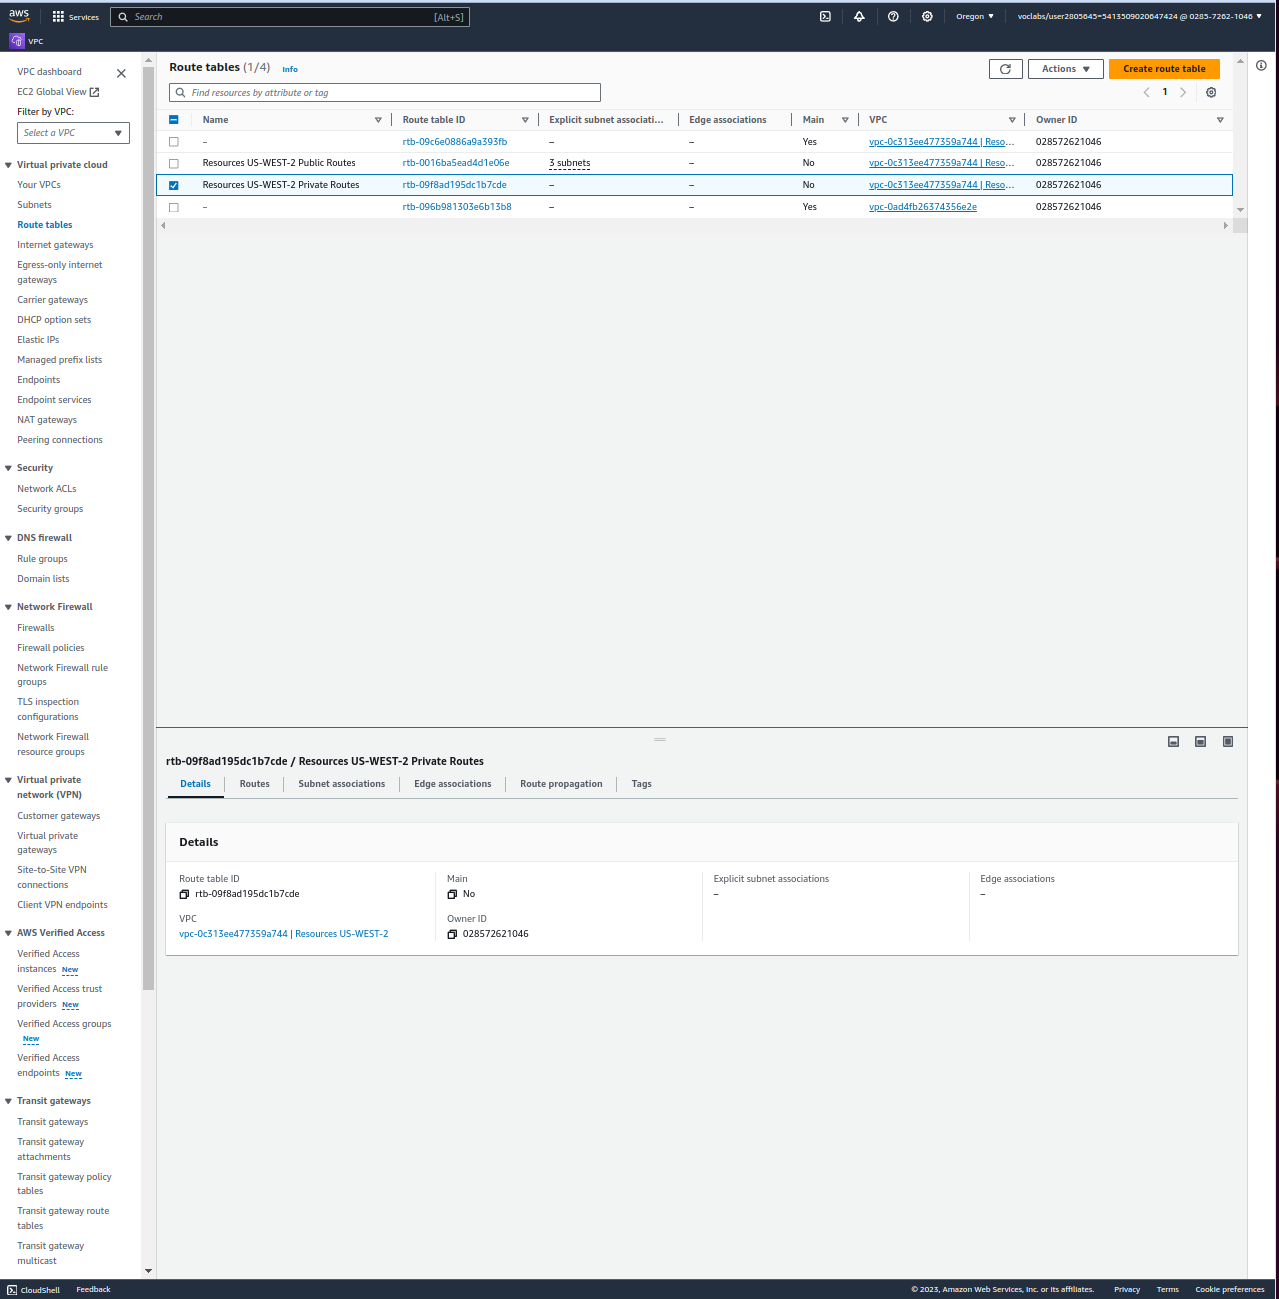 aws
Services
Search
[Alt+S]
Oregon
voclabs/user2805645=5413509020647424 @ 0285-7262-1046
VPC
VPC dashboard
EC2 Global View
Filter by VPC:
Select a VPC
Virtual private cloud
Your VPCs
Subnets
Route tables
Internet gateways
Egress-only internet
gateways
Carrier gateways
DHCP option sets
Elastic IPs
Managed prefix lists
Endpoints
Endpoint services
NAT gateways
Peering connections
Security
Network ACLs
Security groups
DNS firewall
Rule groups
Domain lists
Network Firewall
Firewalls
Firewall policies
Network Firewall rule
groups
TLS inspection
configurations
Network Firewall
resource groups
Virtual private
network (VPN)
Customer gateways
Virtual private
gateways
Site-to-Site VPN
connections
Client VPN endpoints
AWS Verified Access
Verified Access
instances New
Verified Access trust
providers New
Verified Access groups
New
Verified Access
endpoints New
Transit gateways
Transit gateways
Transit gateway
attachments
Transit gateway policy
tables
Transit gateway route
tables
Transit gateway
multicast
Route tables (1/4) Info
Actions
Create route table
Find resources by attribute or tag
1
Name Route table ID Explicit subnet associati... Edge associations Main VPC Owner ID
– rtb-09c6e0886a9a393fb – – Yes vpc-0c313ee477359a744 | Reso... 028572621046
Resources US-WEST-2 Public Routes rtb-0016ba5ead4d1e06e 3 subnets – No vpc-0c313ee477359a744 | Reso... 028572621046
Resources US-WEST-2 Private Routes rtb-09f8ad195dc1b7cde – – No vpc-0c313ee477359a744 | Reso... 028572621046
– rtb-096b981303e6b13b8 – – Yes vpc-0ad4fb26374356e2e 028572621046
rtb-09f8ad195dc1b7cde / Resources US-WEST-2 Private Routes
Details Routes Subnet associations Edge associations Route propagation Tags
Details
Route table ID
rtb-09f8ad195dc1b7cde
VPC
vpc-0c313ee477359a744 | Resources US-WEST-2
Main
No
Owner ID
028572621046
Explicit subnet associations
–
Edge associations
–
CloudShell
Feedback
© 2023, Amazon Web Services, Inc. or its affiliates.
Privacy
Terms
Cookie preferences